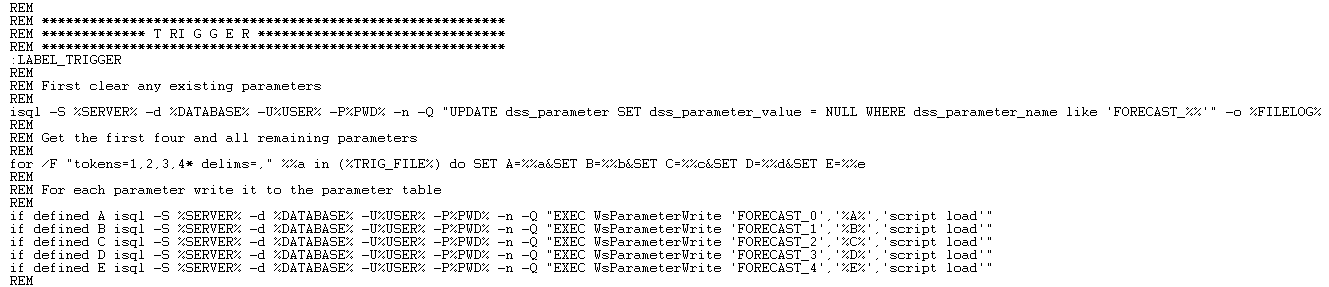 REM
REM **********************************************************
REM ************* T RI G G E R *******************************
REM **********************************************************
:LABEL_TRIGGER
REM
REM First clear any existing parameters
REM
isql -S %SERVER% -d %DATABASE% -U%USER% -P%PWD% -n -Q "UPDATE dss_parameter SET dss_parameter_value = NULL WHERE dss_parameter_name like 'FORECAST_%%'" -o %FILELOG%
REM
REM Get the first four and all remaining parameters
REM
for /F "tokens=1,2,3,4* delims=," %%a in (%TRIG_FILE%) do SET A=%%a&SET B=%%b&SET C=%%c&SET D=%%d&SET E=%%e
REM
REM For each parameter write it to the parameter table
REM
if defined A isql -S %SERVER% -d %DATABASE% -U%USER% -P%PWD% -n -Q "EXEC WsParameterWrite 'FORECAST_0','%A%','script load'"
if defined B isql -S %SERVER% -d %DATABASE% -U%USER% -P%PWD% -n -Q "EXEC WsParameterWrite 'FORECAST_1','%B%','script load'"
if defined C isql -S %SERVER% -d %DATABASE% -U%USER% -P%PWD% -n -Q "EXEC WsParameterWrite 'FORECAST_2','%C%','script load'"
if defined D isql -S %SERVER% -d %DATABASE% -U%USER% -P%PWD% -n -Q "EXEC WsParameterWrite 'FORECAST_3','%D%','script load'"
if defined E isql -S %SERVER% -d %DATABASE% -U%USER% -P%PWD% -n -Q "EXEC WsParameterWrite 'FORECAST_4','%E%','script load'"
REM